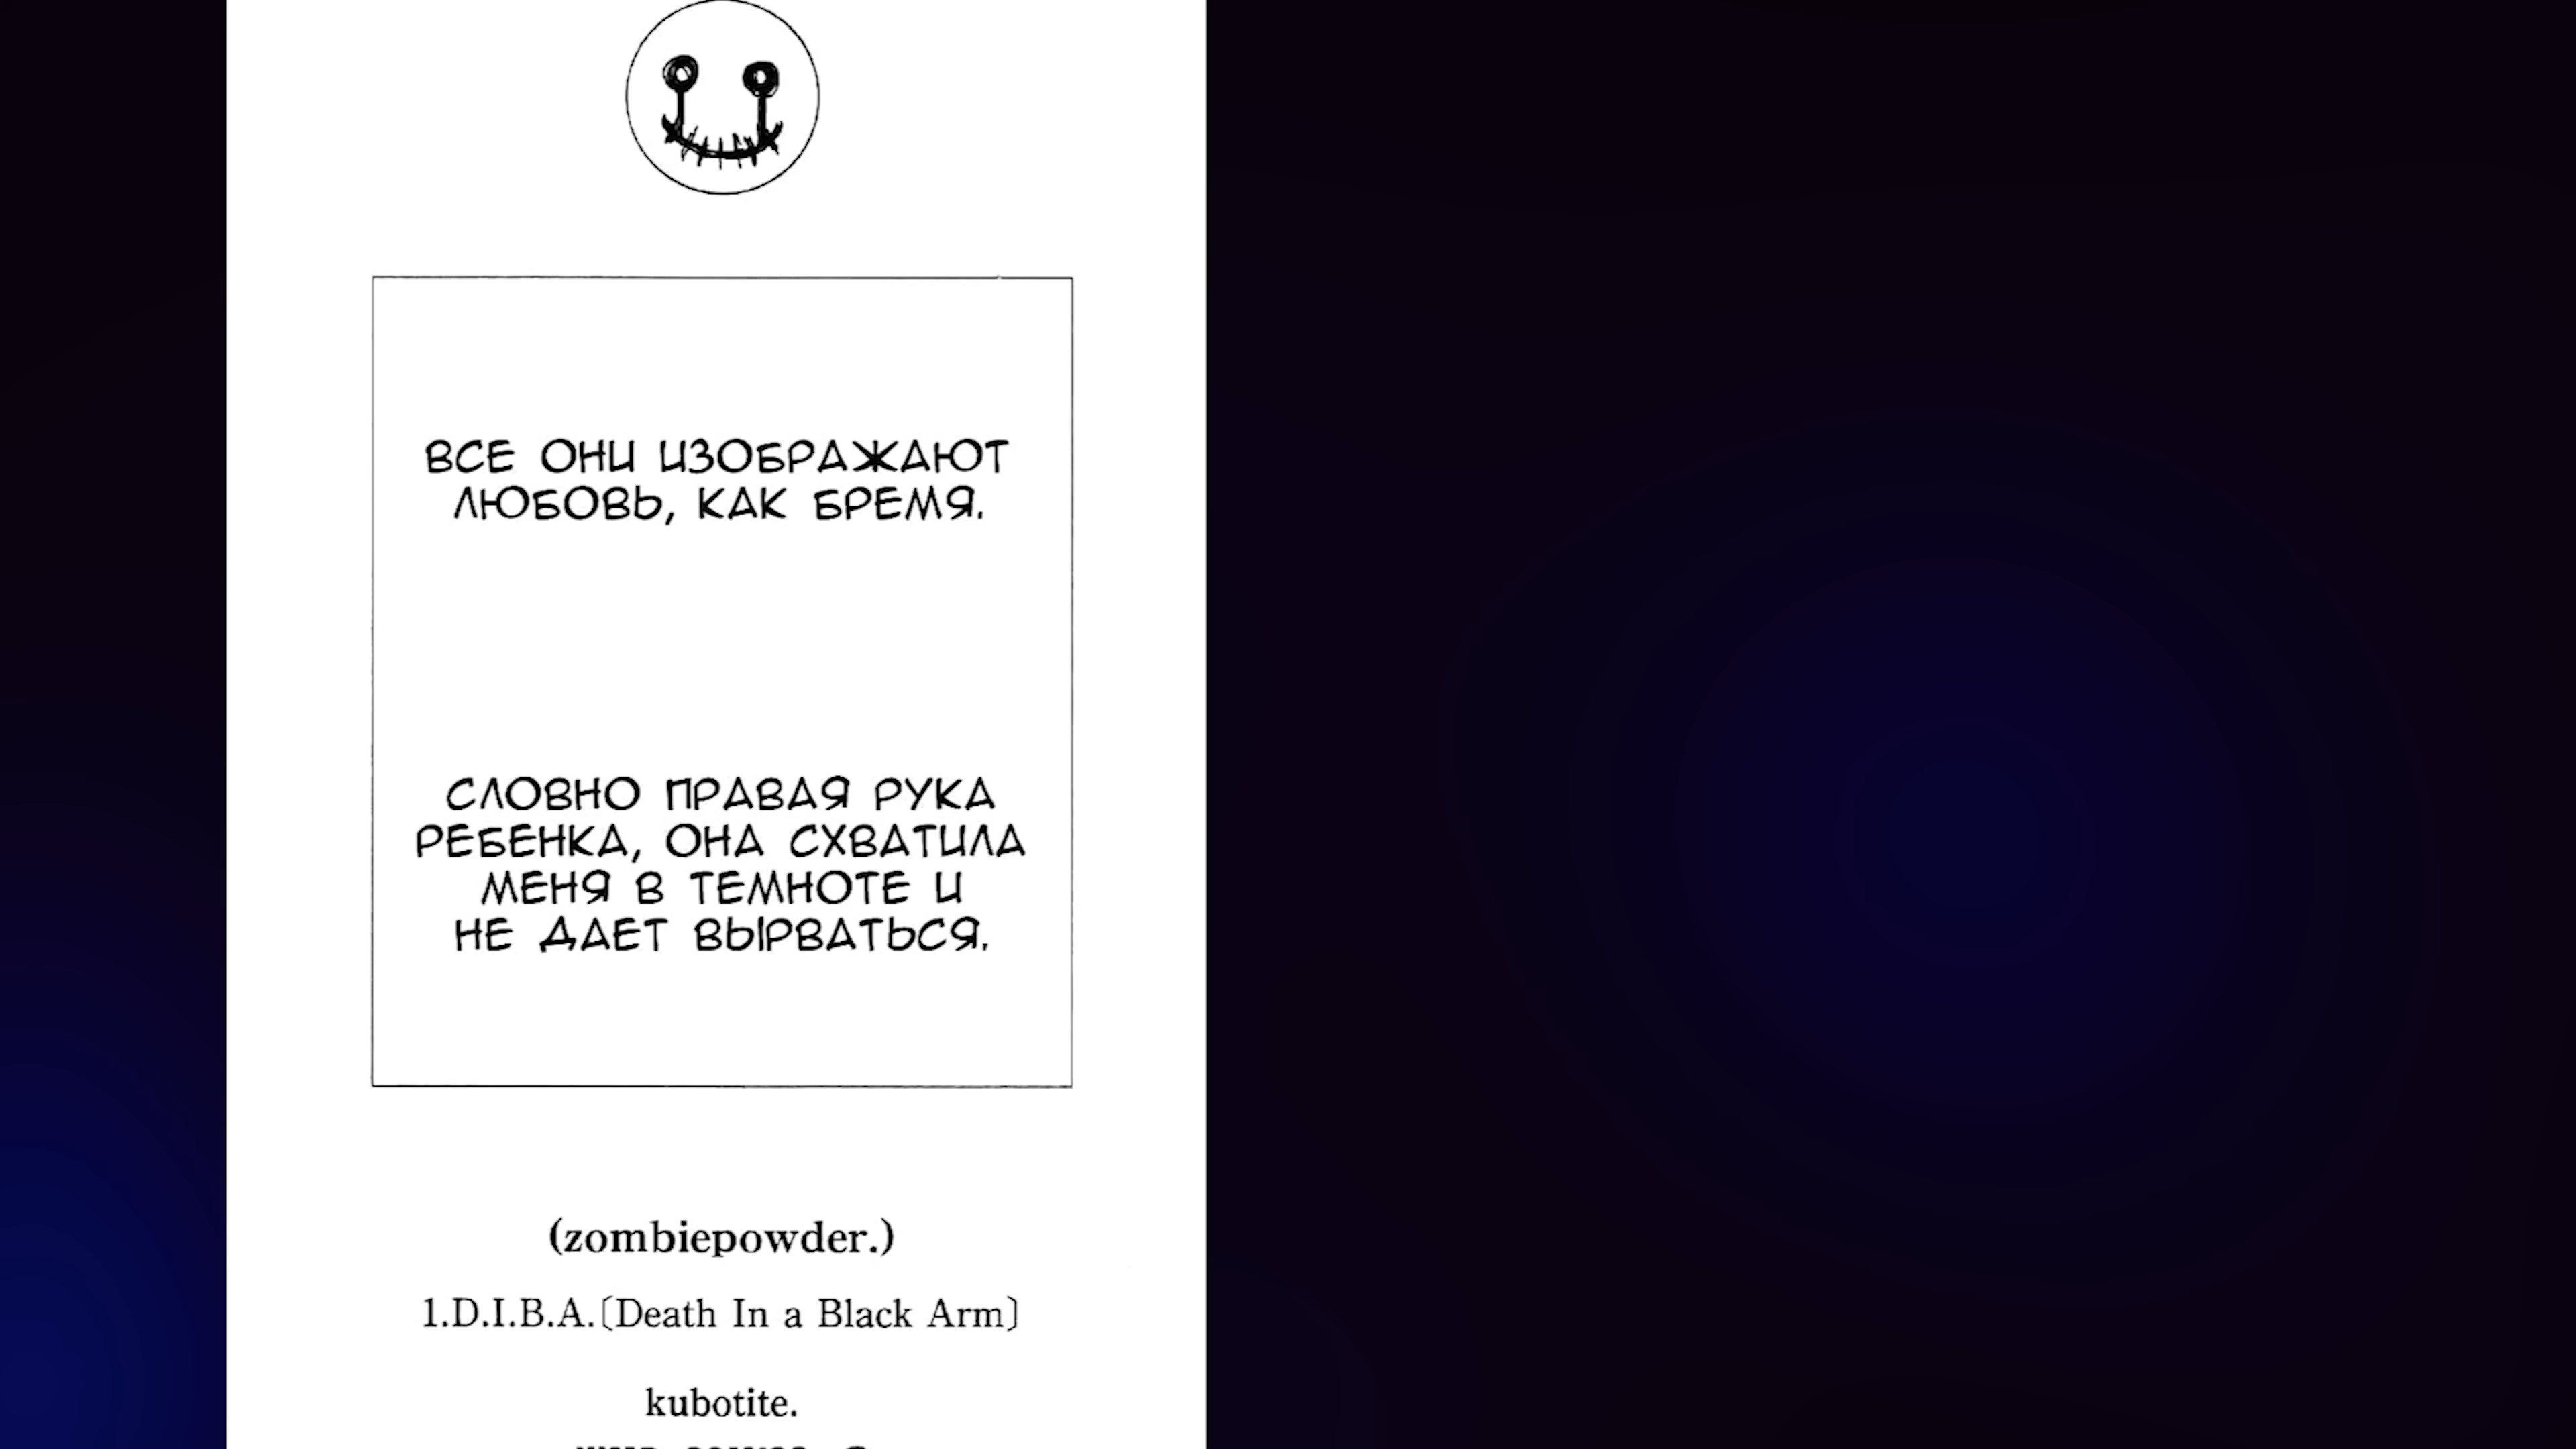 ВСЕ ОНИ ИЗОБРАЖАЮТ
ЛЮБОВЬ, КАК БРЕМЯ.
СЛОВНО ПРАВАЯ РУКА
РЕБЕНКА, ОНА СХВАТИЛА
МЕНЯ В ТЕМНОТЕ И
НЕ ДАЕТ ВЫРВАТЬСЯ.
(zombiepowder.)
1.D.I.B.A.〔Death In a Black Arm〕
kubotite.